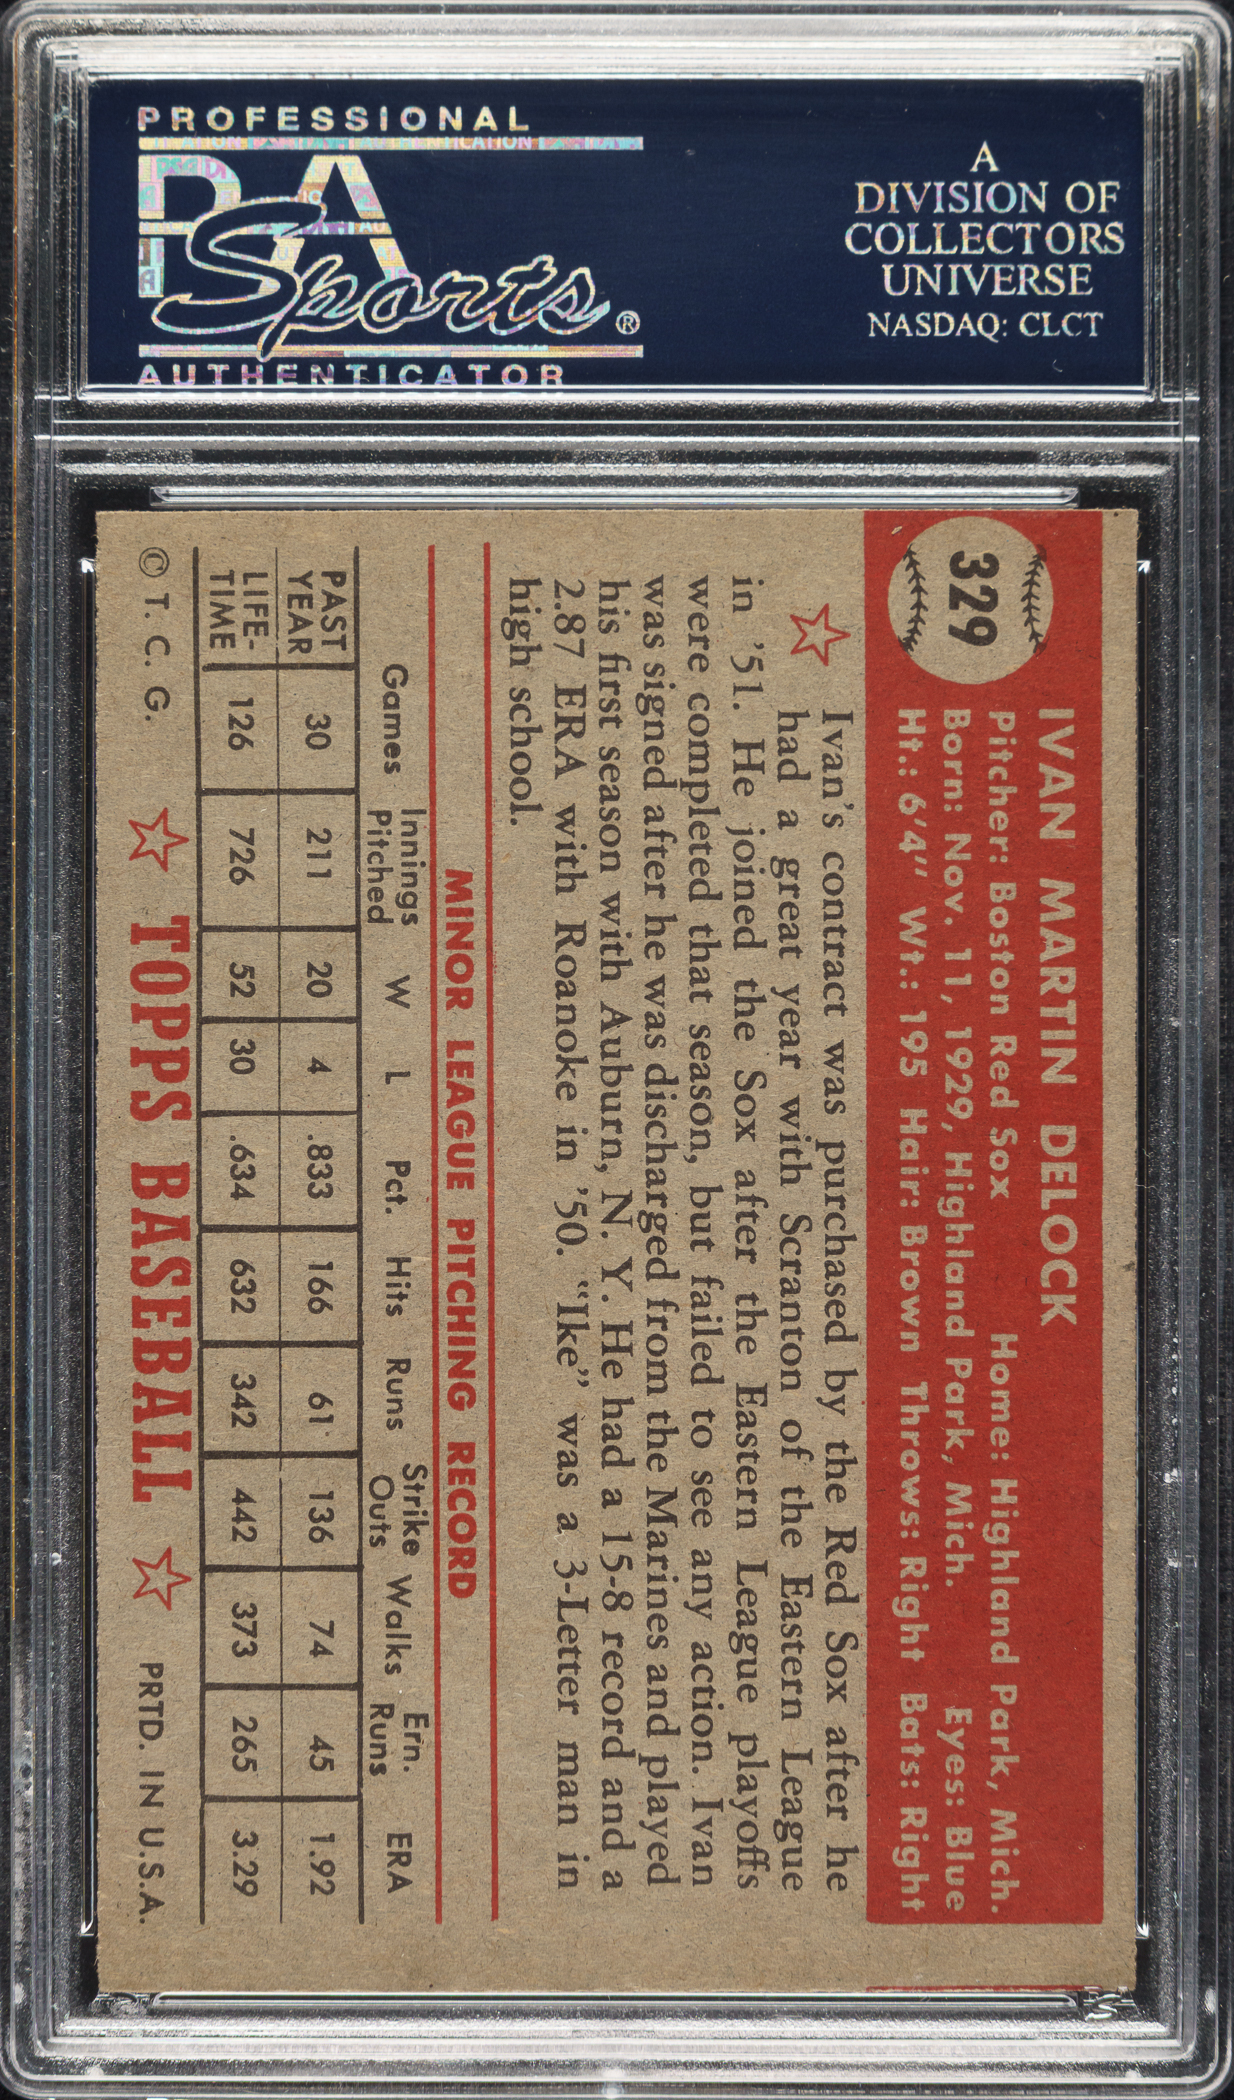 PROFESSIONAL
PSA
Sports®
AUTHENTICATOR
A
DIVISION OF
COLLECTORS
UNIVERSE
NASDAQ: CLCT
329
IVAN MARTIN DELOCK
Pitcher: Boston Red Sox Home: Highland Park, Mich.
Born: Nov. 11, 1929, Highland Park, Mich. Eyes: Blue
Ht.: 6'4" Wt.: 195 Hair: Brown Throws: Right Bats: Right
Ivan's contract was purchased by the Red Sox after he
had a great year with Scranton of the Eastern League
in '51. He joined the Sox after the Eastern League playoffs
were completed that season, but failed to see any action. Ivan
was signed after he was discharged from the Marines and played
his first season with Auburn, N. Y. He had a 15-8 record and a
2.87 ERA with Roanoke in '50. "Ike" was a 3-Letter man in
high school.
MINOR LEAGUE PITCHING RECORD
Games Innings Pitched W L Pct. Hits Runs Strike Outs Walks Ern. Runs ERA
PAST YEAR 30 211 20 4 .833 166 61 136 74 45 1.92
LIFE-TIME 126 726 52 30 .634 632 342 442 373 265 3.29
© T. C. G. TOPPS BASEBALL PRTD. IN U.S.A.